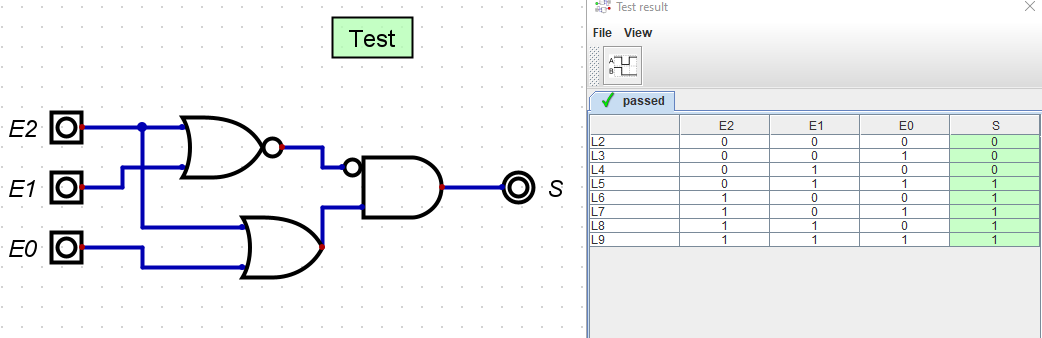 Test
E2
E1
E0
S
Test result
File View
A
B
passed
E2 E1 E0 S
L2 0 0 0 0
L3 0 0 1 0
L4 0 1 0 0
L5 0 1 1 1
L6 1 0 0 1
L7 1 0 1 1
L8 1 1 0 1
L9 1 1 1 1